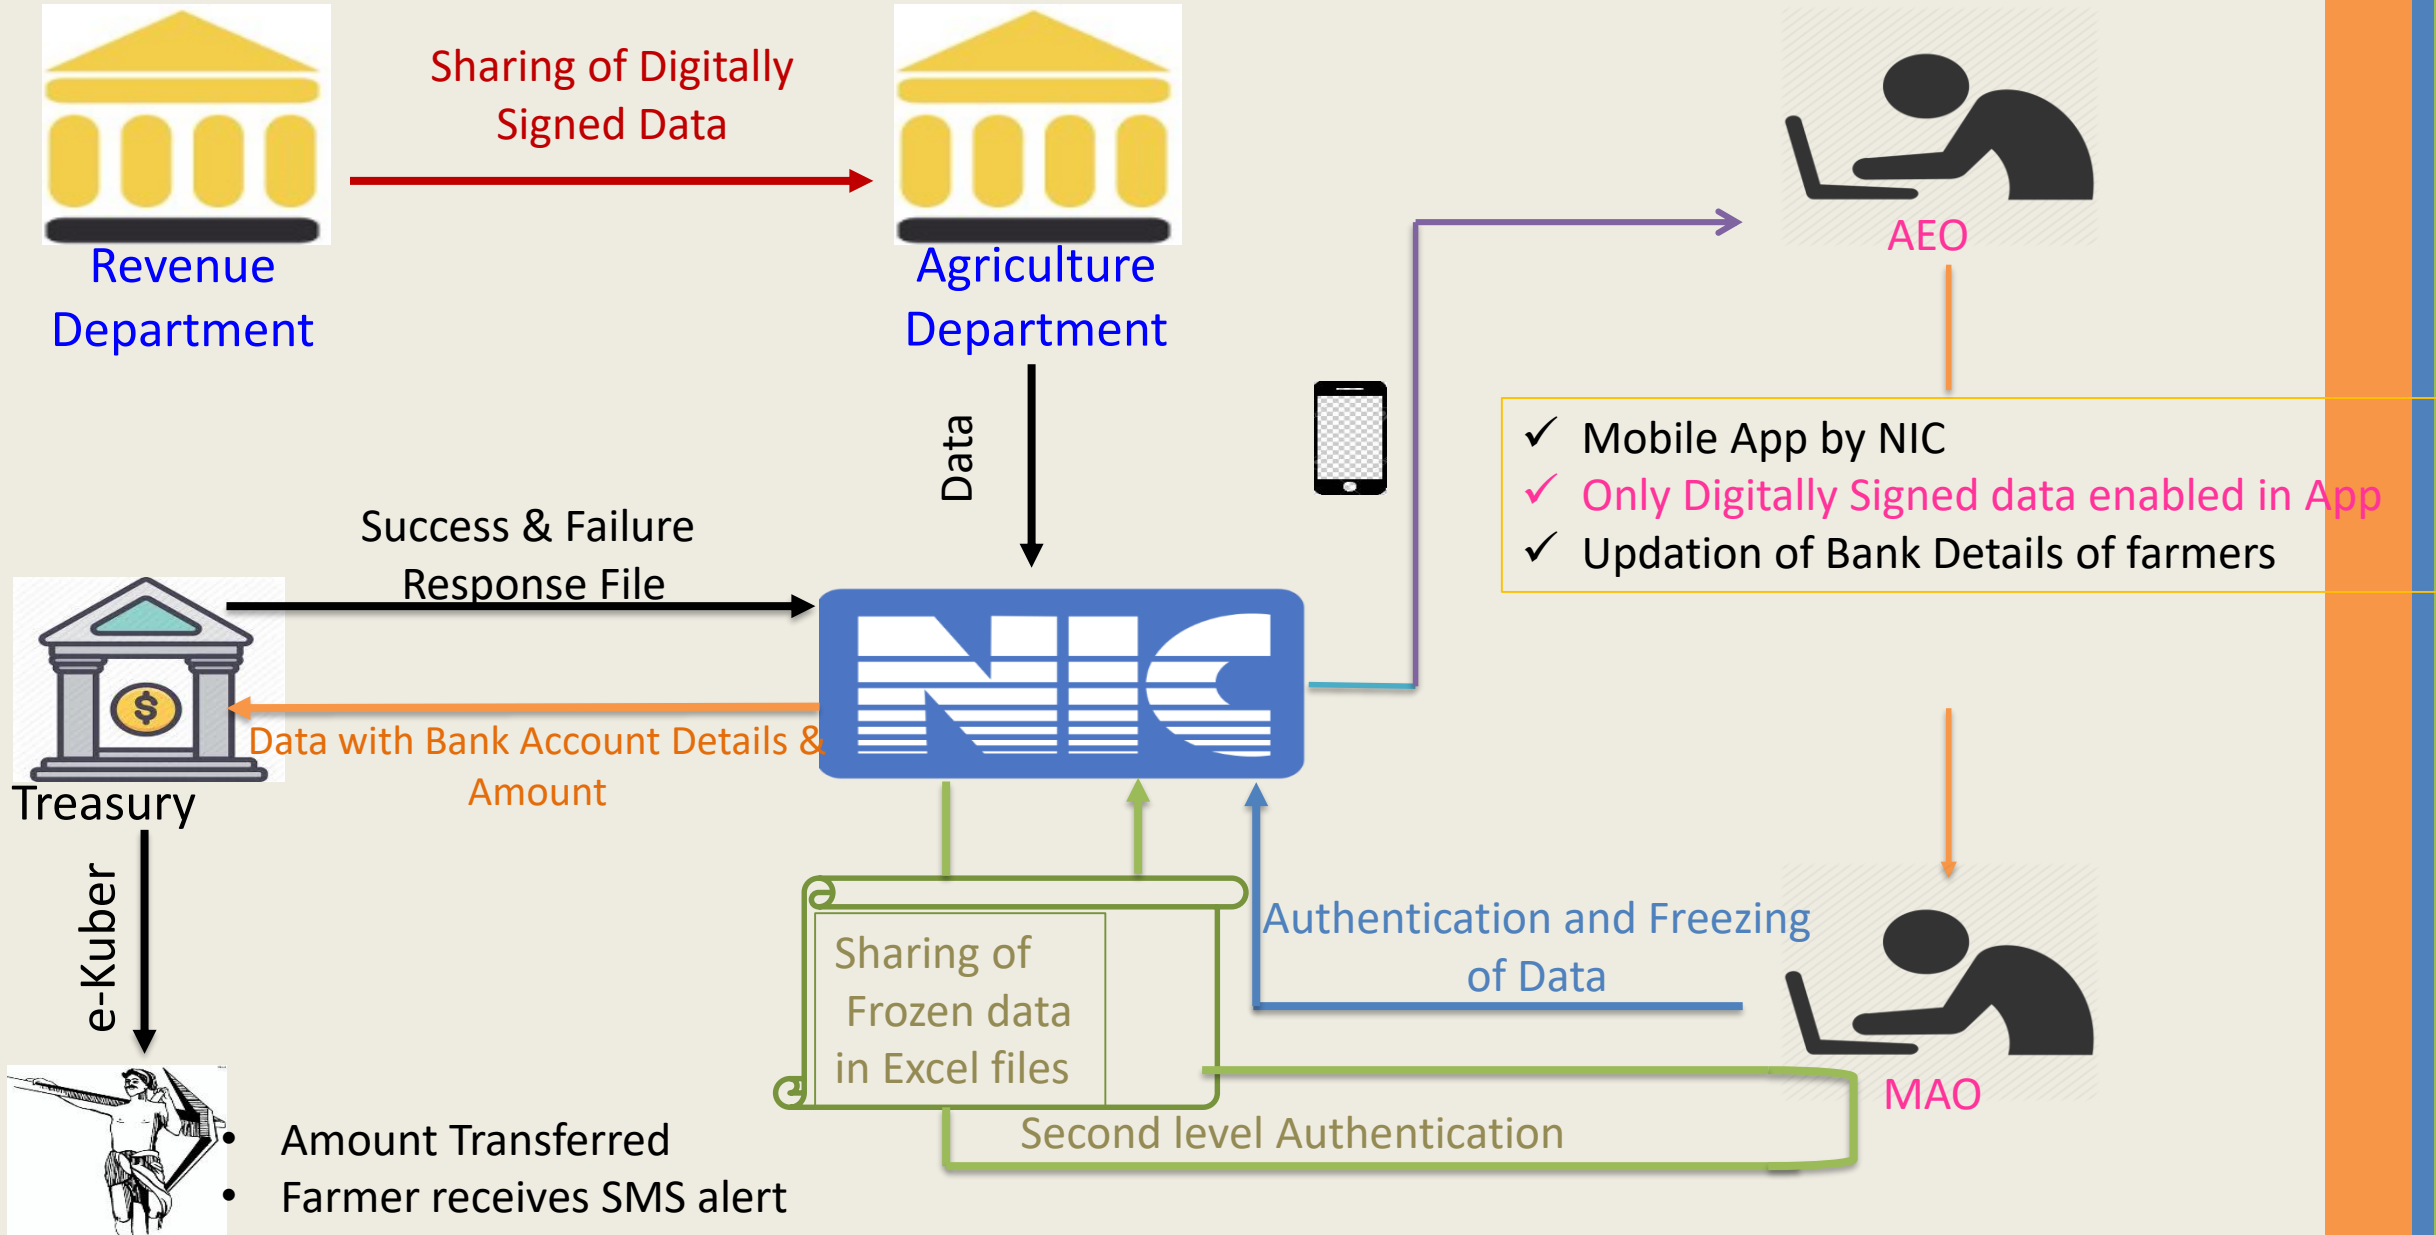 Sharing of Digitally
Signed Data
Revenue
Department
Agriculture
Department
AEO
Data
✓ Mobile App by NIC
✓ Only Digitally Signed data enabled in App
✓ Updation of Bank Details of farmers
Success & Failure
Response File
NIC
Data with Bank Account Details &
Amount
Treasury
e-Kuber
Authentication and Freezing
of Data
Sharing of
Frozen data
in Excel files
MAO
Second level Authentication
• Amount Transferred
• Farmer receives SMS alert